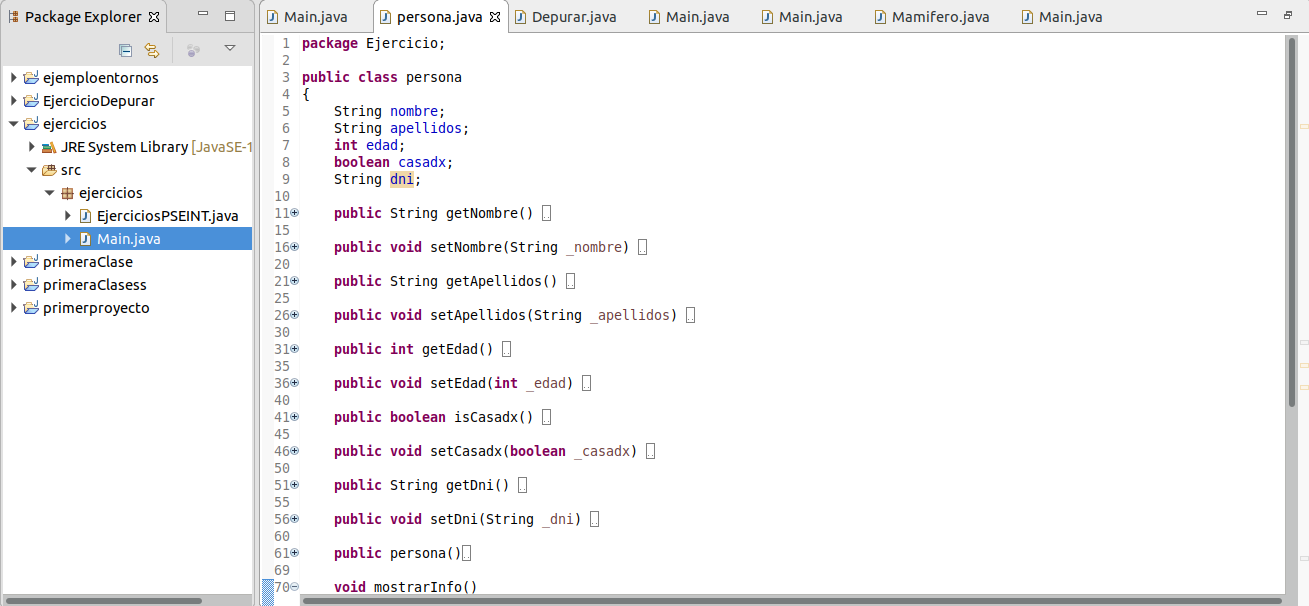 Package Explorer
ejemploentornos
EjercicioDepurar
ejercicios
JRE System Library [JavaSE-1
src
ejercicios
EjerciciosPSEINT.java
Main.java
primeraClase
primeraClasess
primerproyecto
Main.java persona.java Depurar.java Main.java Main.java Mamifero.java Main.java
1 package Ejercicio;
2
3 public class persona
4 {
5 String nombre;
6 String apellidos;
7 int edad;
8 boolean casadx;
9 String dni;
10
11 public String getNombre()
15
16 public void setNombre(String _nombre)
20
21 public String getApellidos()
25
26 public void setApellidos(String _apellidos)
30
31 public int getEdad()
35
36 public void setEdad(int _edad)
40
41 public boolean isCasadx()
45
46 public void setCasadx(boolean _casadx)
50
51 public String getDni()
55
56 public void setDni(String _dni)
60
61 public persona()
69
70 void mostrarInfo()